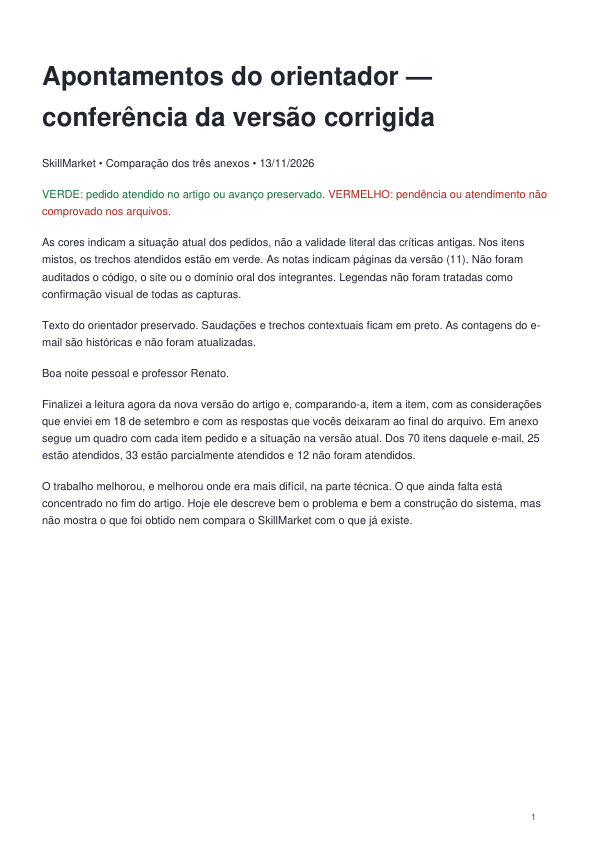 Apontamentos do orientador —
conferência da versão corrigida
SkillMarket • Comparação dos três anexos • 13/11/2026
VERDE: pedido atendido no artigo ou avanço preservado. VERMELHO: pendência ou atendimento não
comprovado nos arquivos.
As cores indicam a situação atual dos pedidos, não a validade literal das críticas antigas. Nos itens
mistos, os trechos atendidos estão em verde. As notas indicam páginas da versão (11). Não foram
auditados o código, o site ou o domínio oral dos integrantes. Legendas não foram tratadas como
confirmação visual de todas as capturas.
Texto do orientador preservado. Saudações e trechos contextuais ficam em preto. As contagens do e-
mail são históricas e não foram atualizadas.
Boa noite pessoal e professor Renato.
Finalizei a leitura agora da nova versão do artigo e, comparando-a, item a item, com as considerações
que enviei em 18 de setembro e com as respostas que vocês deixaram ao final do arquivo. Em anexo
segue um quadro com cada item pedido e a situação na versão atual. Dos 70 itens daquele e-mail, 25
estão atendidos, 33 estão parcialmente atendidos e 12 não foram atendidos.
O trabalho melhorou, e melhorou onde era mais difícil, na parte técnica. O que ainda falta está
concentrado no fim do artigo. Hoje ele descreve bem o problema e bem a construção do sistema, mas
não mostra o que foi obtido nem compara o SkillMarket com o que já existe.
1